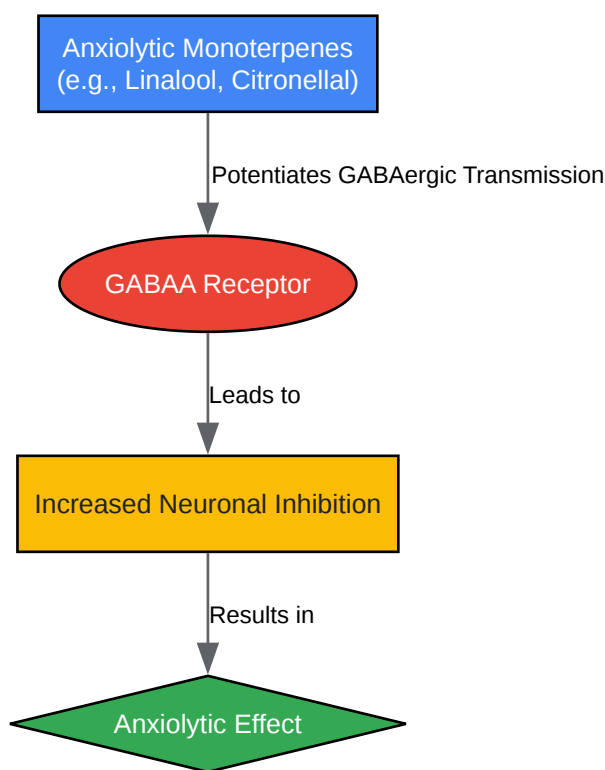 Anxiolytic Monoterpenes
(e.g., Linalool, Citronellal)
Potentiates GABAergic Transmission
GABAA Receptor
Leads to
Increased Neuronal Inhibition
Results in
Anxiolytic Effect